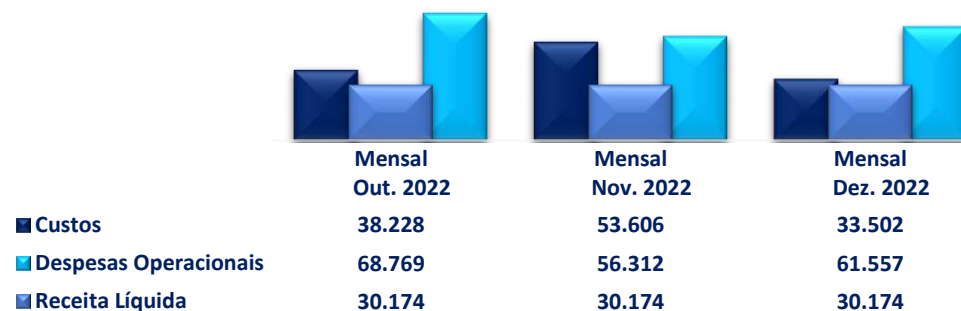 Mensal Mensal Mensal
Out. 2022 Nov. 2022 Dez. 2022
Custos 38.228 53.606 33.502
Despesas Operacionais 68.769 56.312 61.557
Receita Líquida 30.174 30.174 30.174